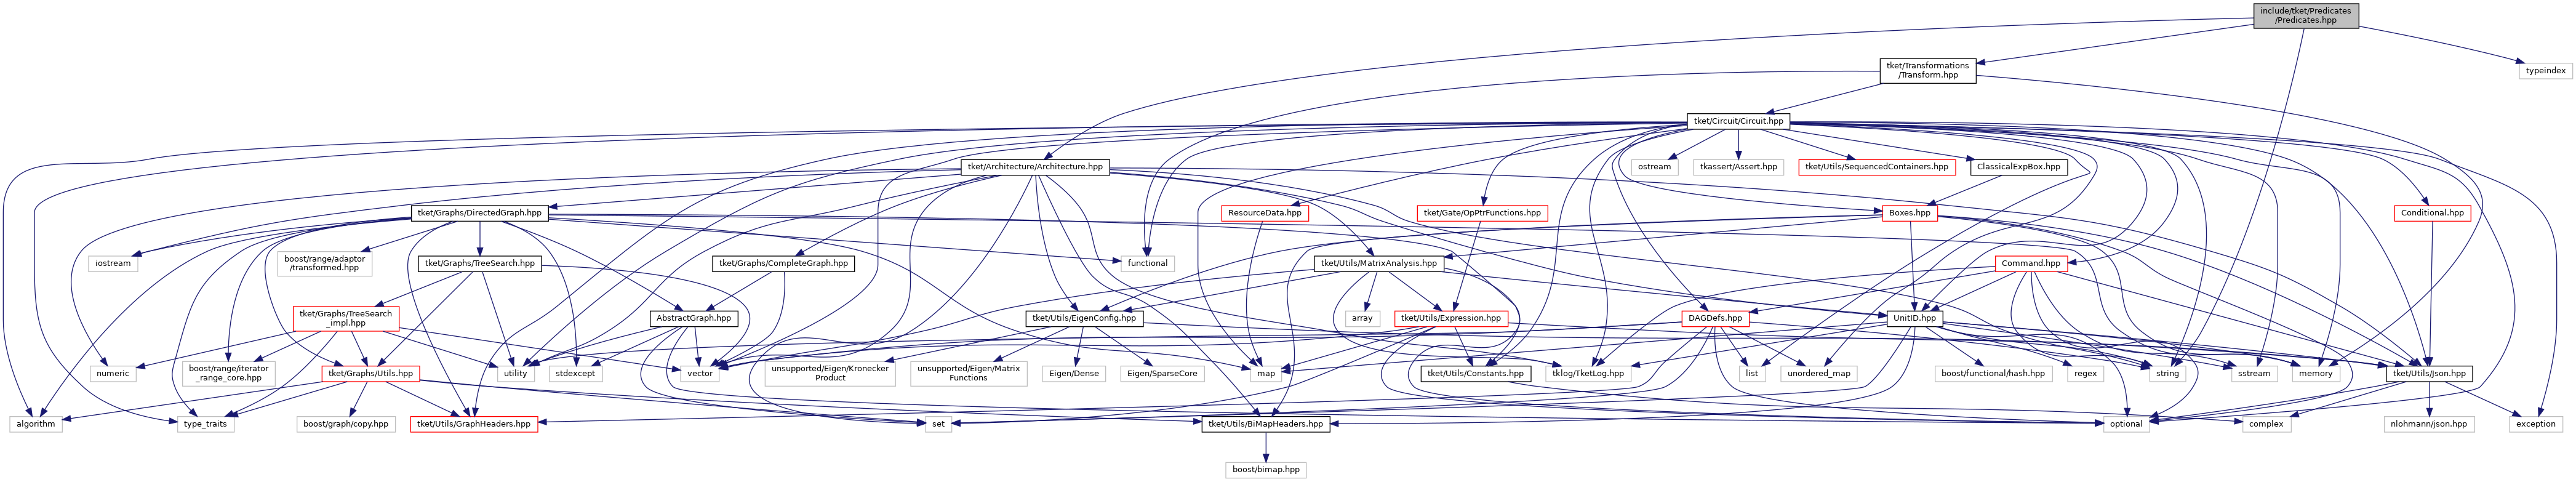 include/tket/Predicates
/Predicates.hpp
tket/Transformations
/Transform.hpp
typeindex
tket/Circuit/Circuit.hpp
tket/Architecture/Architecture.hpp
ostream
tkassert/Assert.hpp
tket/Utils/SequencedContainers.hpp
ClassicalExpBox.hpp
tket/Graphs/DirectedGraph.hpp
ResourceData.hpp
tket/Gate/OpPtrFunctions.hpp
Boxes.hpp
Conditional.hpp
iostream
boost/range/adaptor
/transformed.hpp
tket/Graphs/TreeSearch.hpp
tket/Graphs/CompleteGraph.hpp
functional
tket/Utils/MatrixAnalysis.hpp
Command.hpp
tket/Graphs/TreeSearch
_impl.hpp
AbstractGraph.hpp
tket/Utils/EigenConfig.hpp
array
tket/Utils/Expression.hpp
DAGDefs.hpp
UnitID.hpp
numeric
boost/range/iterator
_range_core.hpp
tket/Graphs/Utils.hpp
utility
stdexcept
vector
unsupported/Eigen/Kronecker
Product
unsupported/Eigen/Matrix
Functions
Eigen/Dense
Eigen/SparseCore
map
tket/Utils/Constants.hpp
tklog/TketLog.hpp
list
unordered_map
boost/functional/hash.hpp
regex
string
sstream
memory
tket/Utils/Json.hpp
algorithm
type_traits
boost/graph/copy.hpp
tket/Utils/GraphHeaders.hpp
set
tket/Utils/BiMapHeaders.hpp
optional
complex
nlohmann/json.hpp
exception
boost/bimap.hpp